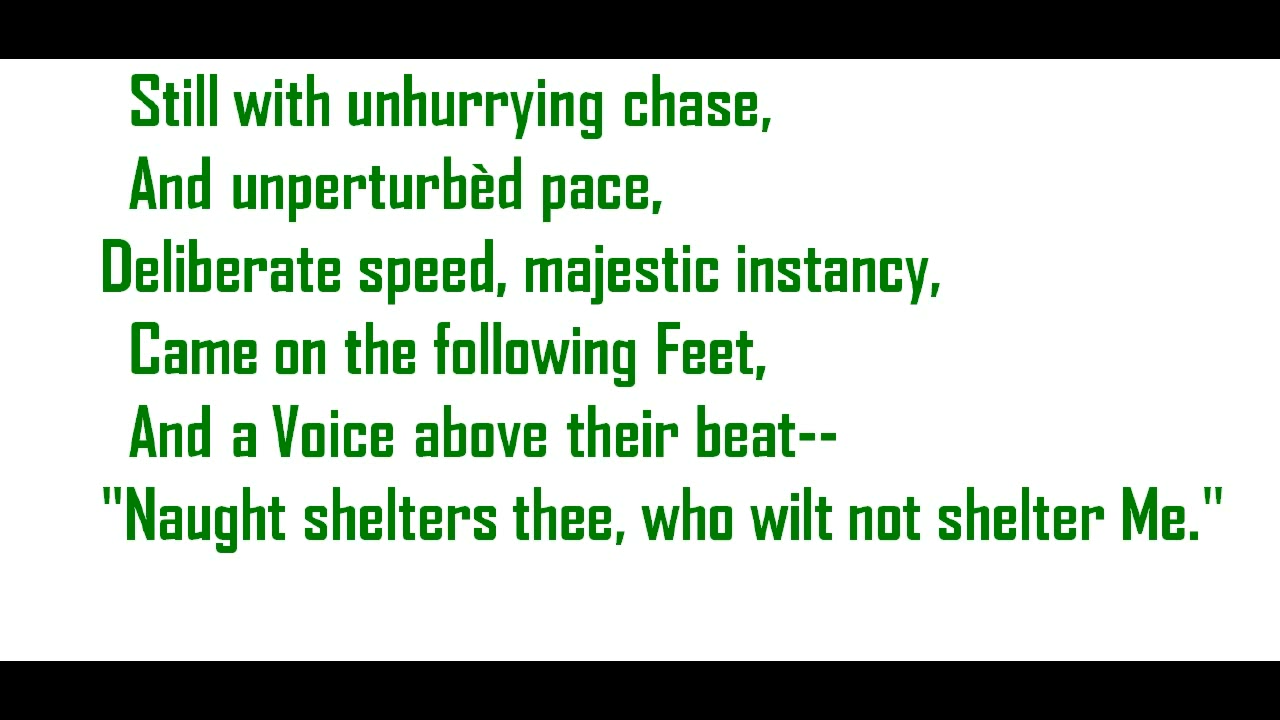 Still with unhurrying chase,
And unperturbèd pace,
Deliberate speed, majestic instancy,
Came on the following Feet,
And a Voice above their beat--
"Naught shelters thee, who wilt not shelter Me."